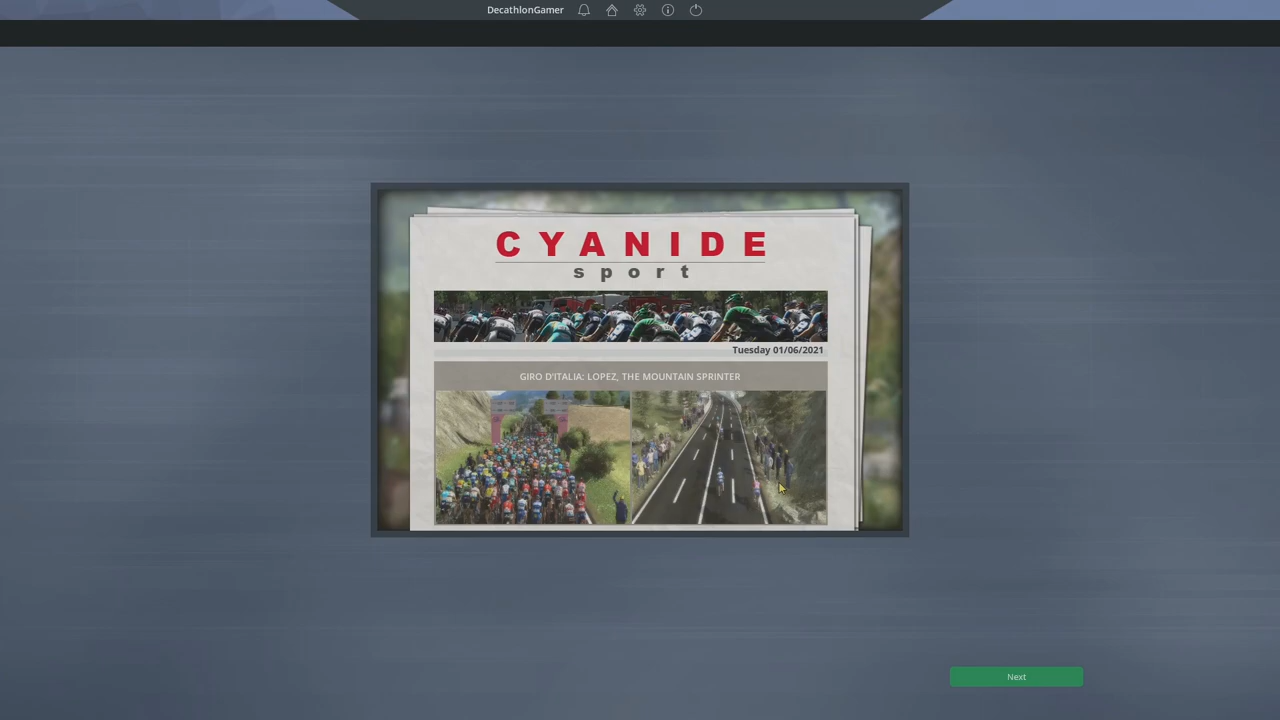 DecathlonGamer
CYANIDE
sport
Tuesday 01/06/2021
GIRO D'ITALIA: LOPEZ, THE MOUNTAIN SPRINTER
Next